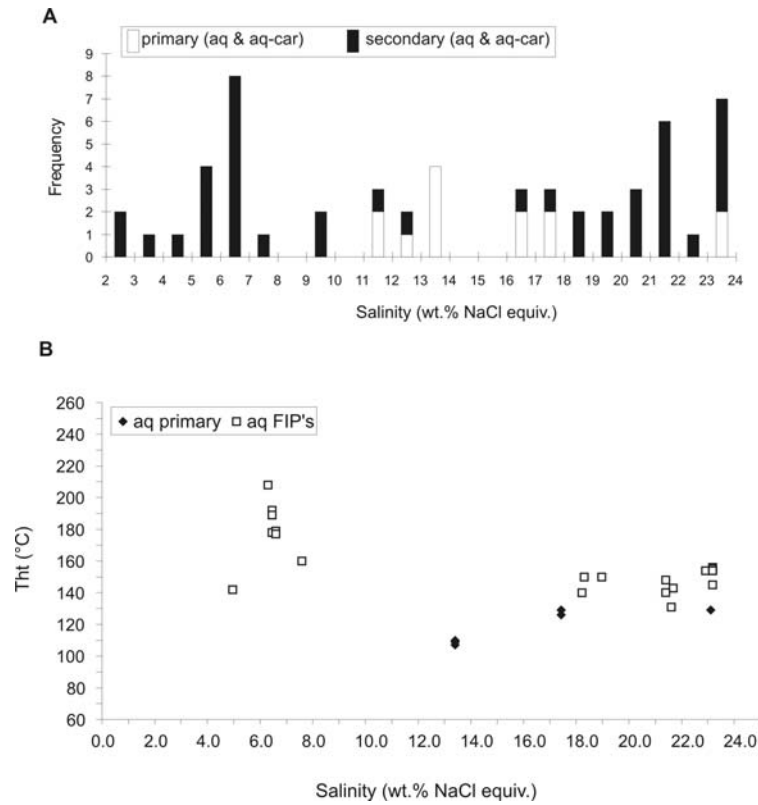 A
primary (aq & aq-car) secondary (aq & aq-car)
9
8
7
6
5
4
3
2
1
0
Frequency
2 3 4 5 6 7 8 9 10 11 12 13 14 15 16 17 18 19 20 21 22 23 24
Salinity (wt.% NaCl equiv.)
B
aq primary aq FIP's
260
240
220
200
180
160
140
120
100
80
60
Tht (°C)
0.0 2.0 4.0 6.0 8.0 10.0 12.0 14.0 16.0 18.0 20.0 22.0 24.0
Salinity (wt.% NaCl equiv.)